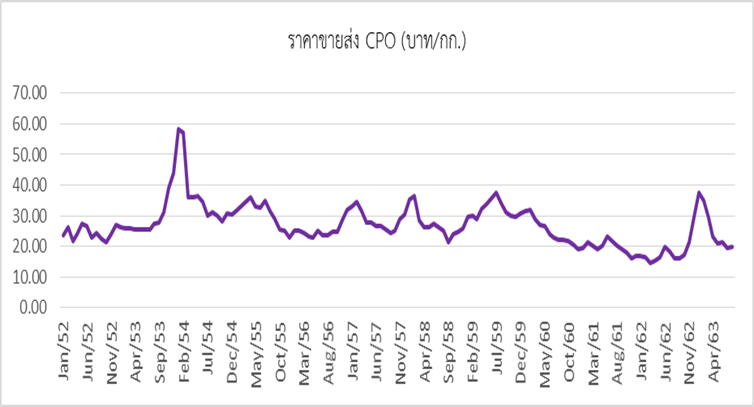 ราคาขายส่ง CPO (บาท/กก.)
70.00
60.00
50.00
40.00
30.00
20.00
10.00
0.00
Jan/52
Jun/52
Nov/52
Apr/53
Sep/53
Feb/54
Jul/54
Dec/54
May/55
Oct/55
Mar/56
Aug/56
Jan/57
Jun/57
Nov/57
Apr/58
Sep/58
Feb/59
Jul/59
Dec/59
May/60
Oct/60
Mar/61
Aug/61
Jan/62
Jun/62
Nov/62
Apr/63